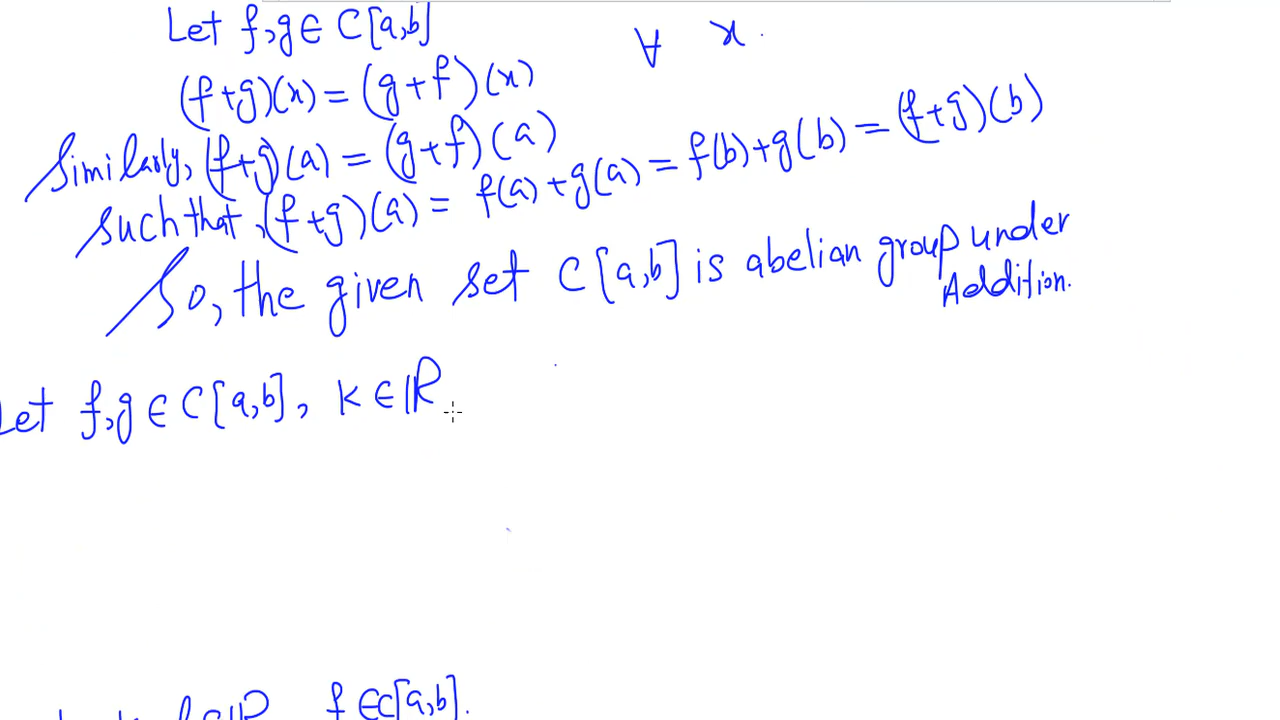 Let f,g ∈ C[a,b]
∀ x.
(f+g)(x) = (g+f)(x)
Similarly, (f+g)(a) = (g+f)(a)
such that, (f+g)(a) = f(a)+g(a) = f(b)+g(b) = (f+g)(b)
So, the given set C[a,b] is abelian group under
Addition.
Let f,g ∈ C[a,b], K ∈ ℝ
f ∈ C[a,b].